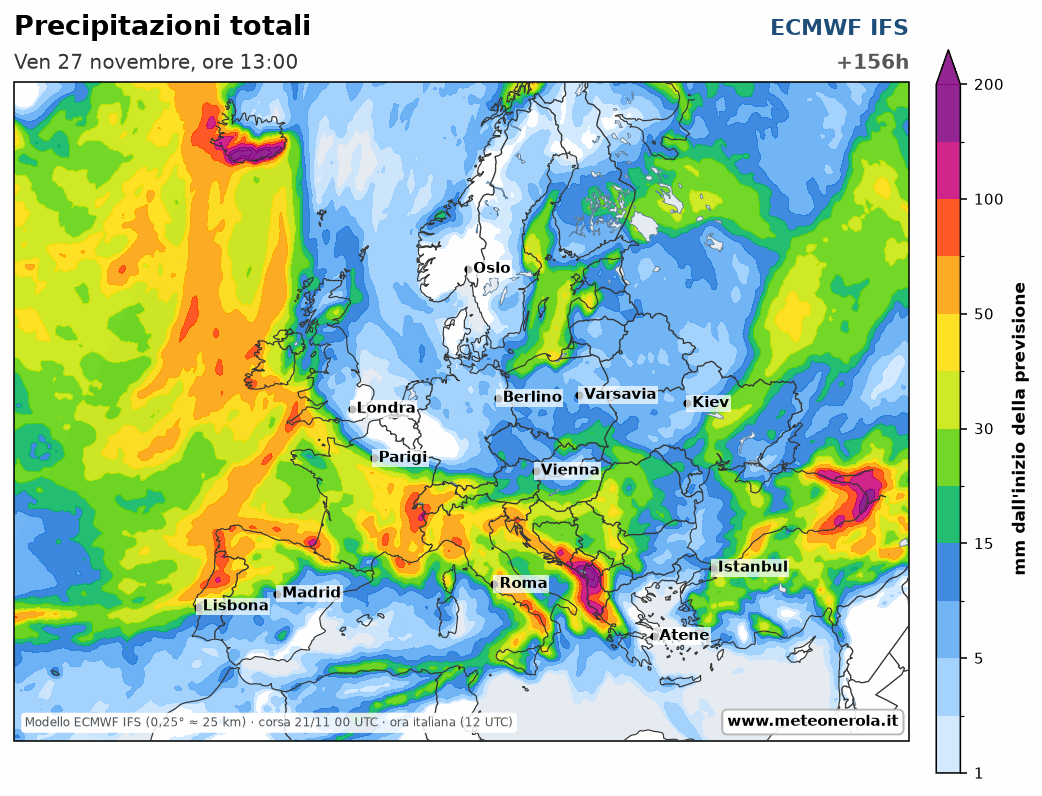 Precipitazioni totali
ECMWF IFS
Ven 27 novembre, ore 13:00
+156h
200
100
50
30
15
5
1
mm dall'inizio della previsione
Oslo
Londra
Berlino
Varsavia
Kiev
Parigi
Vienna
Roma
Istanbul
Madrid
Lisbona
Atene
Modello ECMWF IFS (0,25° ≈ 25 km) · corsa 21/11 00 UTC · ora italiana (12 UTC)
www.meteonerola.it